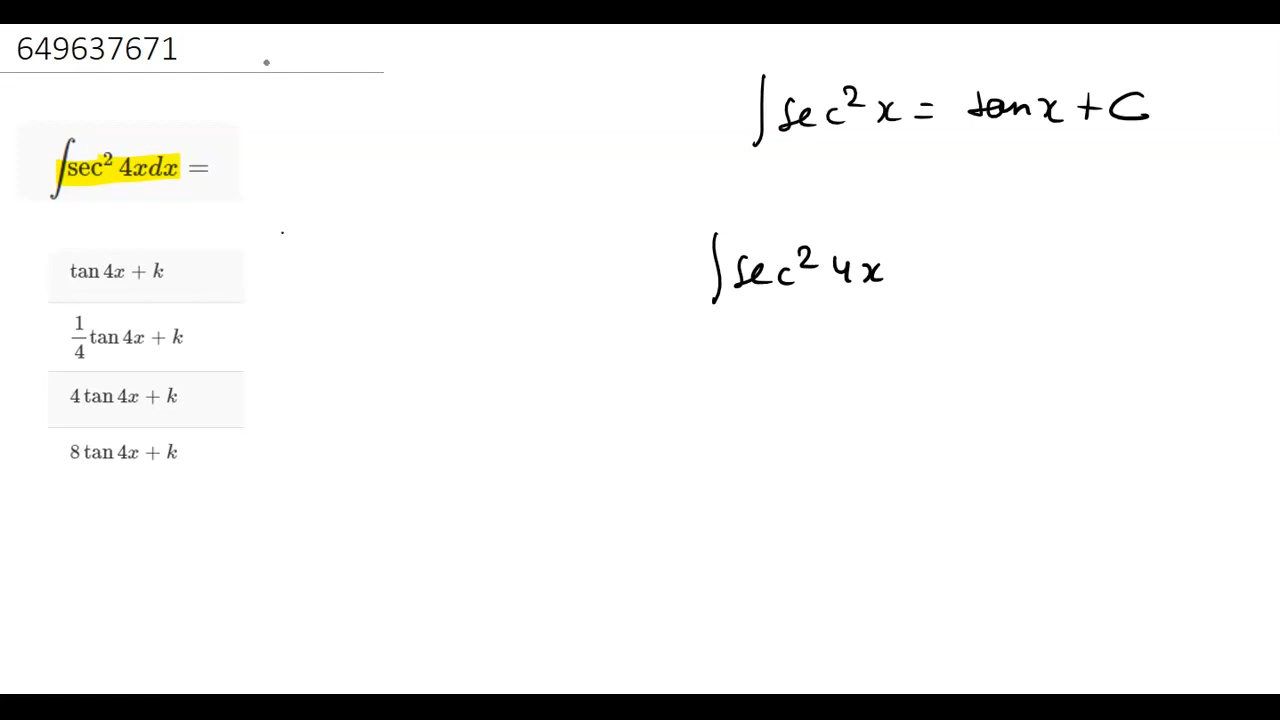 649637671
∫sec² 4xdx =
tan 4x + k
1/4 tan 4x + k
4 tan 4x + k
8 tan 4x + k
∫ sec² x = tan x + C
∫ sec² 4x